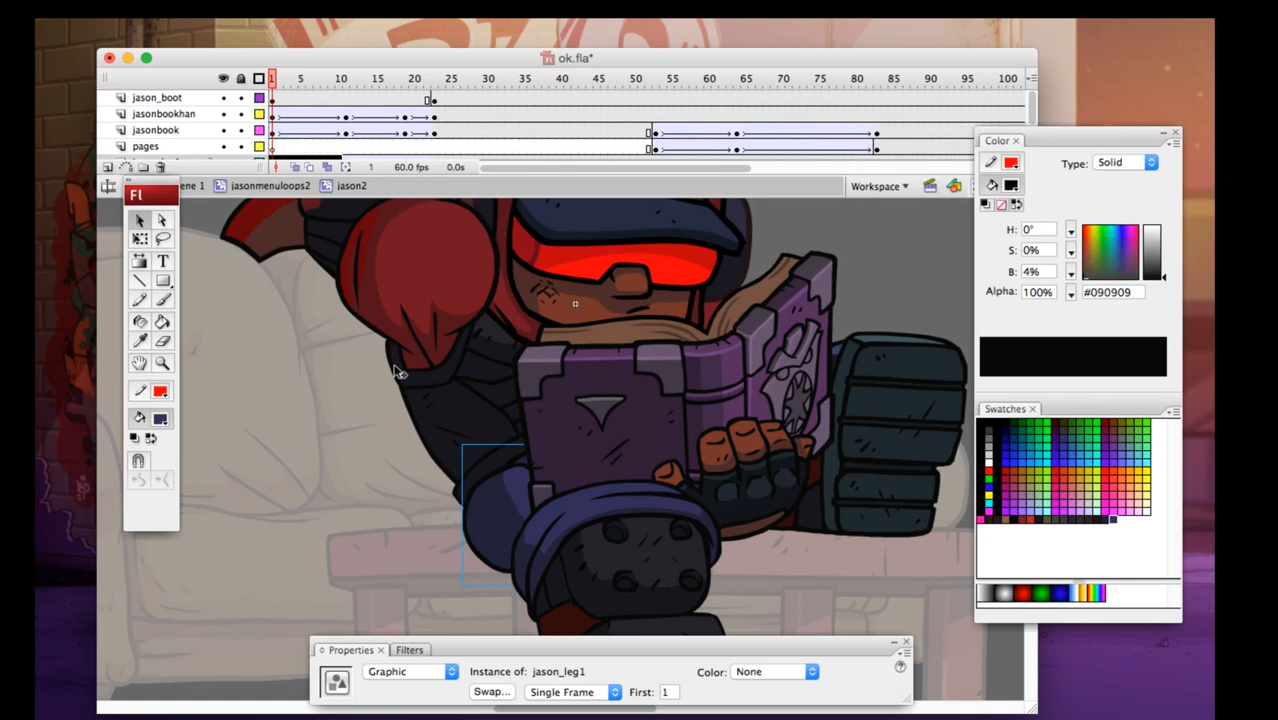 ok.fla*
1 5 10 15 20 25 30 35 40 45 50 55 60 65 70 75 80 85 90 95 100
jason_boot
jasonbookhan
jasonbook
pages
1 60.0 fps 0.0s
ene 1 jasonmenuloops2 jason2 Workspace
Fl
T
Color
Type: Solid
H: 0°
S: 0%
B: 4%
Alpha: 100% #090909
Swatches
Properties Filters
Graphic Instance of: jason_leg1 Color: None
Swap... Single Frame First: 1